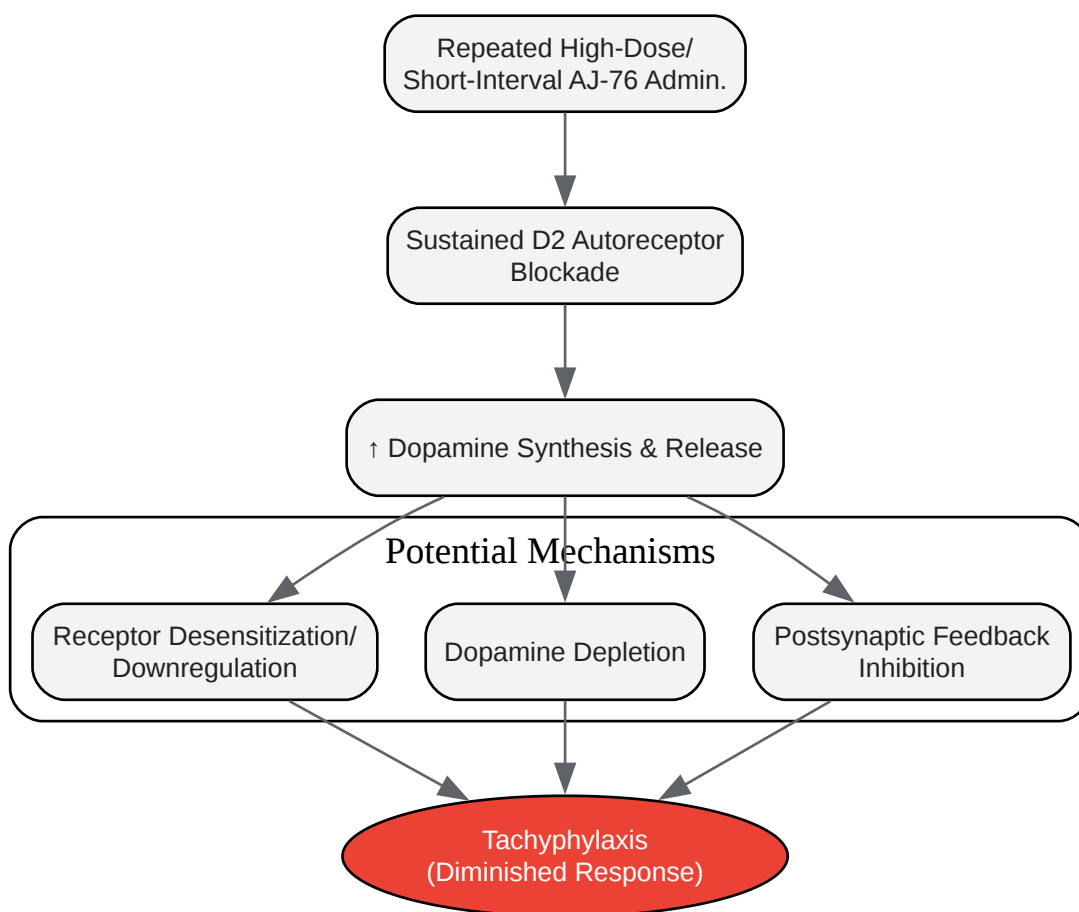 Repeated High-Dose/
Short-Interval AJ-76 Admin.
Sustained D2 Autoreceptor
Blockade
↑ Dopamine Synthesis & Release
Potential Mechanisms
Receptor Desensitization/
Downregulation
Dopamine Depletion
Postsynaptic Feedback
Inhibition
Tachyphylaxis
(Diminished Response)